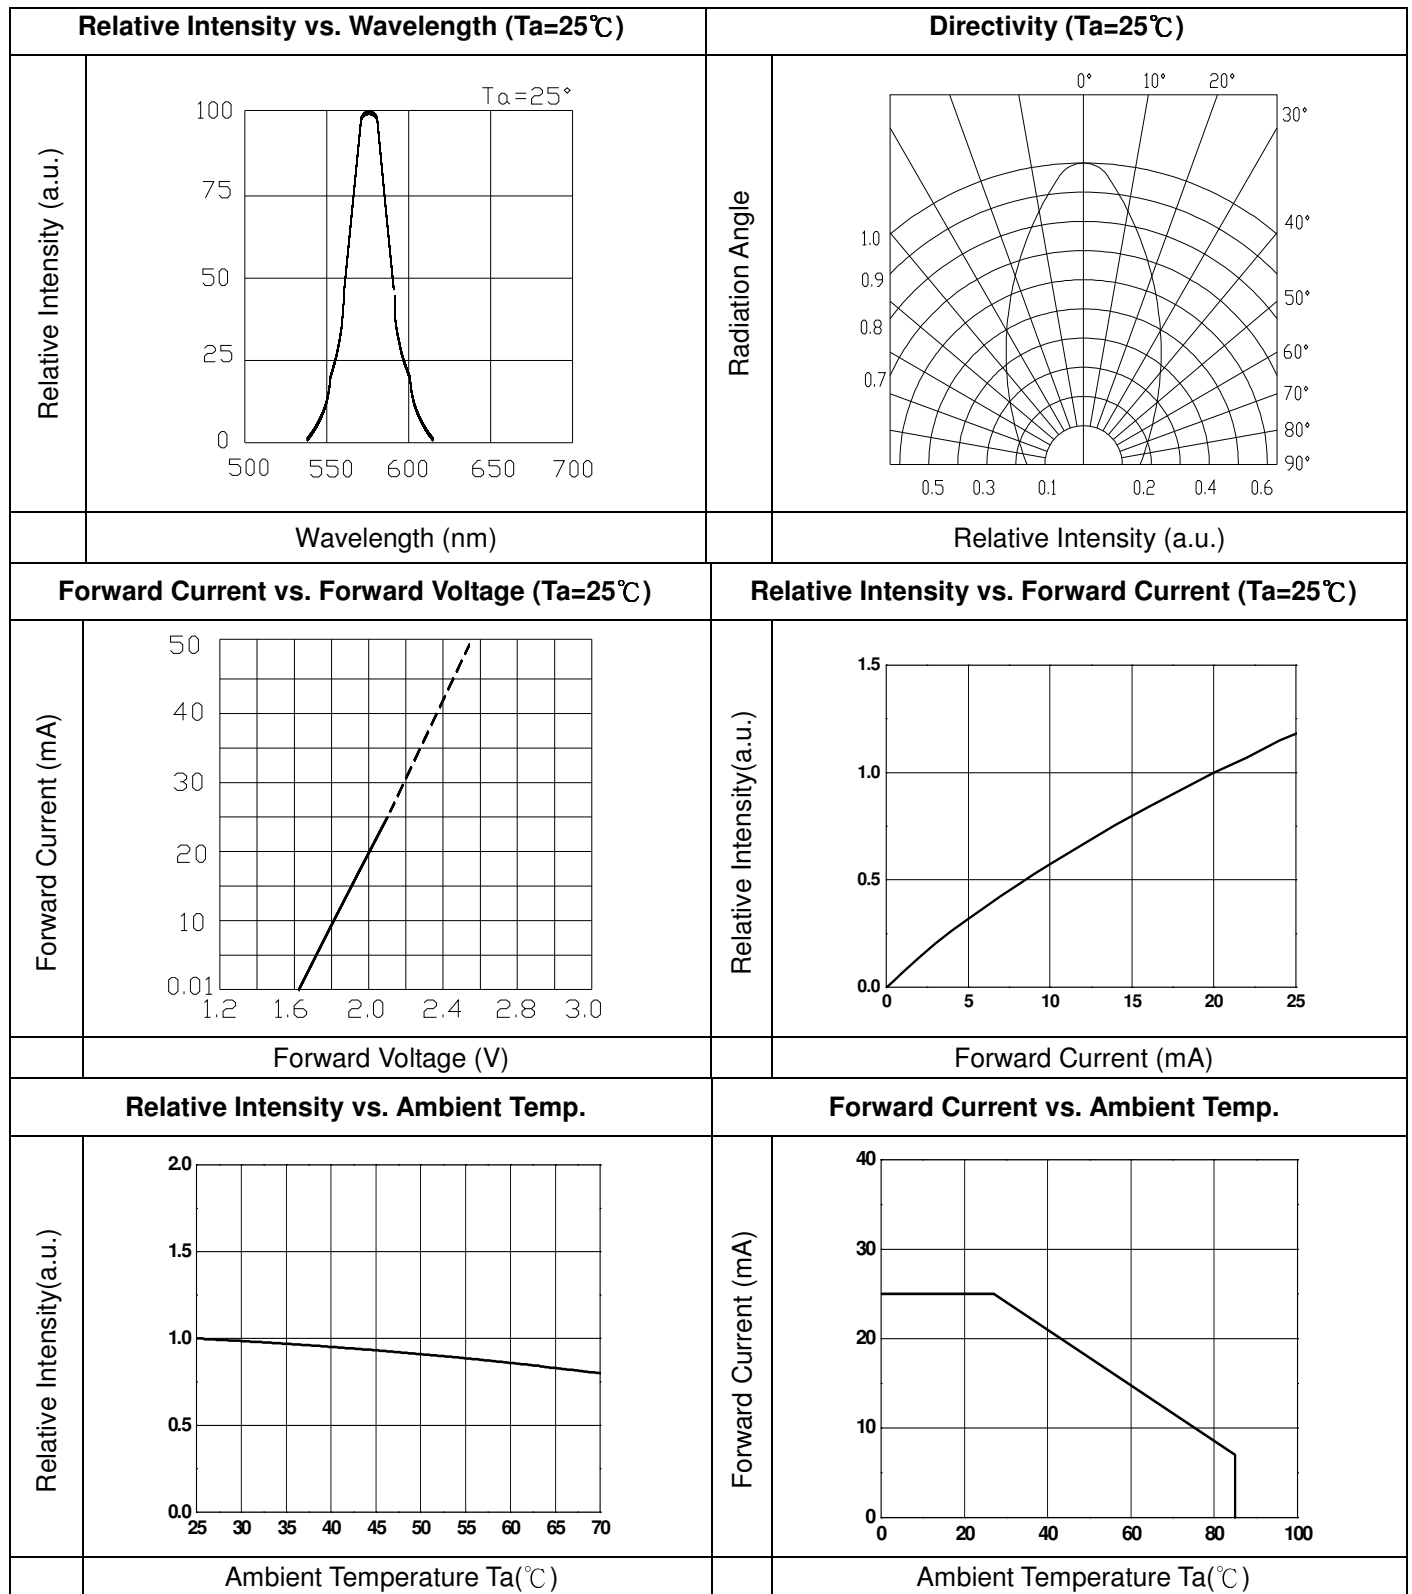 Relative Intensity vs. Wavelength (Ta=25℃)
Directivity (Ta=25℃)
Relative Intensity (a.u.)
Ta=25°
100
75
50
25
0
500 550 600 650 700
Wavelength (nm)
Radiation Angle
0° 10° 20°
30°
40°
50°
60°
70°
80°
90°
1.0
0.9
0.8
0.7
0.5 0.3 0.1 0.2 0.4 0.6
Relative Intensity (a.u.)
Forward Current vs. Forward Voltage (Ta=25℃)
Relative Intensity vs. Forward Current (Ta=25℃)
Forward Current (mA)
50
40
30
20
10
0.01
1.2 1.6 2.0 2.4 2.8 3.0
Forward Voltage (V)
Relative Intensity(a.u.)
1.5
1.0
0.5
0.0
0 5 10 15 20 25
Forward Current (mA)
Relative Intensity vs. Ambient Temp.
Forward Current vs. Ambient Temp.
Relative Intensity(a.u.)
2.0
1.5
1.0
0.5
0.0
25 30 35 40 45 50 55 60 65 70
Ambient Temperature Ta(℃)
Forward Current (mA)
40
30
20
10
0
0 20 40 60 80 100
Ambient Temperature Ta(℃)